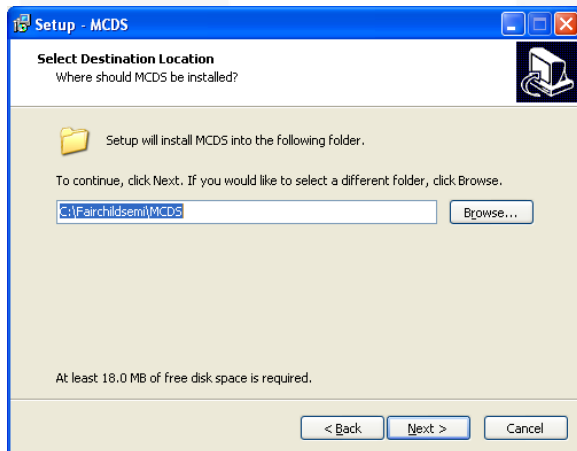 Setup - MCDS
Select Destination Location
Where should MCDS be installed?
Setup will install MCDS into the following folder.
To continue, click Next. If you would like to select a different folder, click Browse.
C:\Fairchildsemi\MCDS
Browse...
At least 18.0 MB of free disk space is required.
< Back
Next >
Cancel